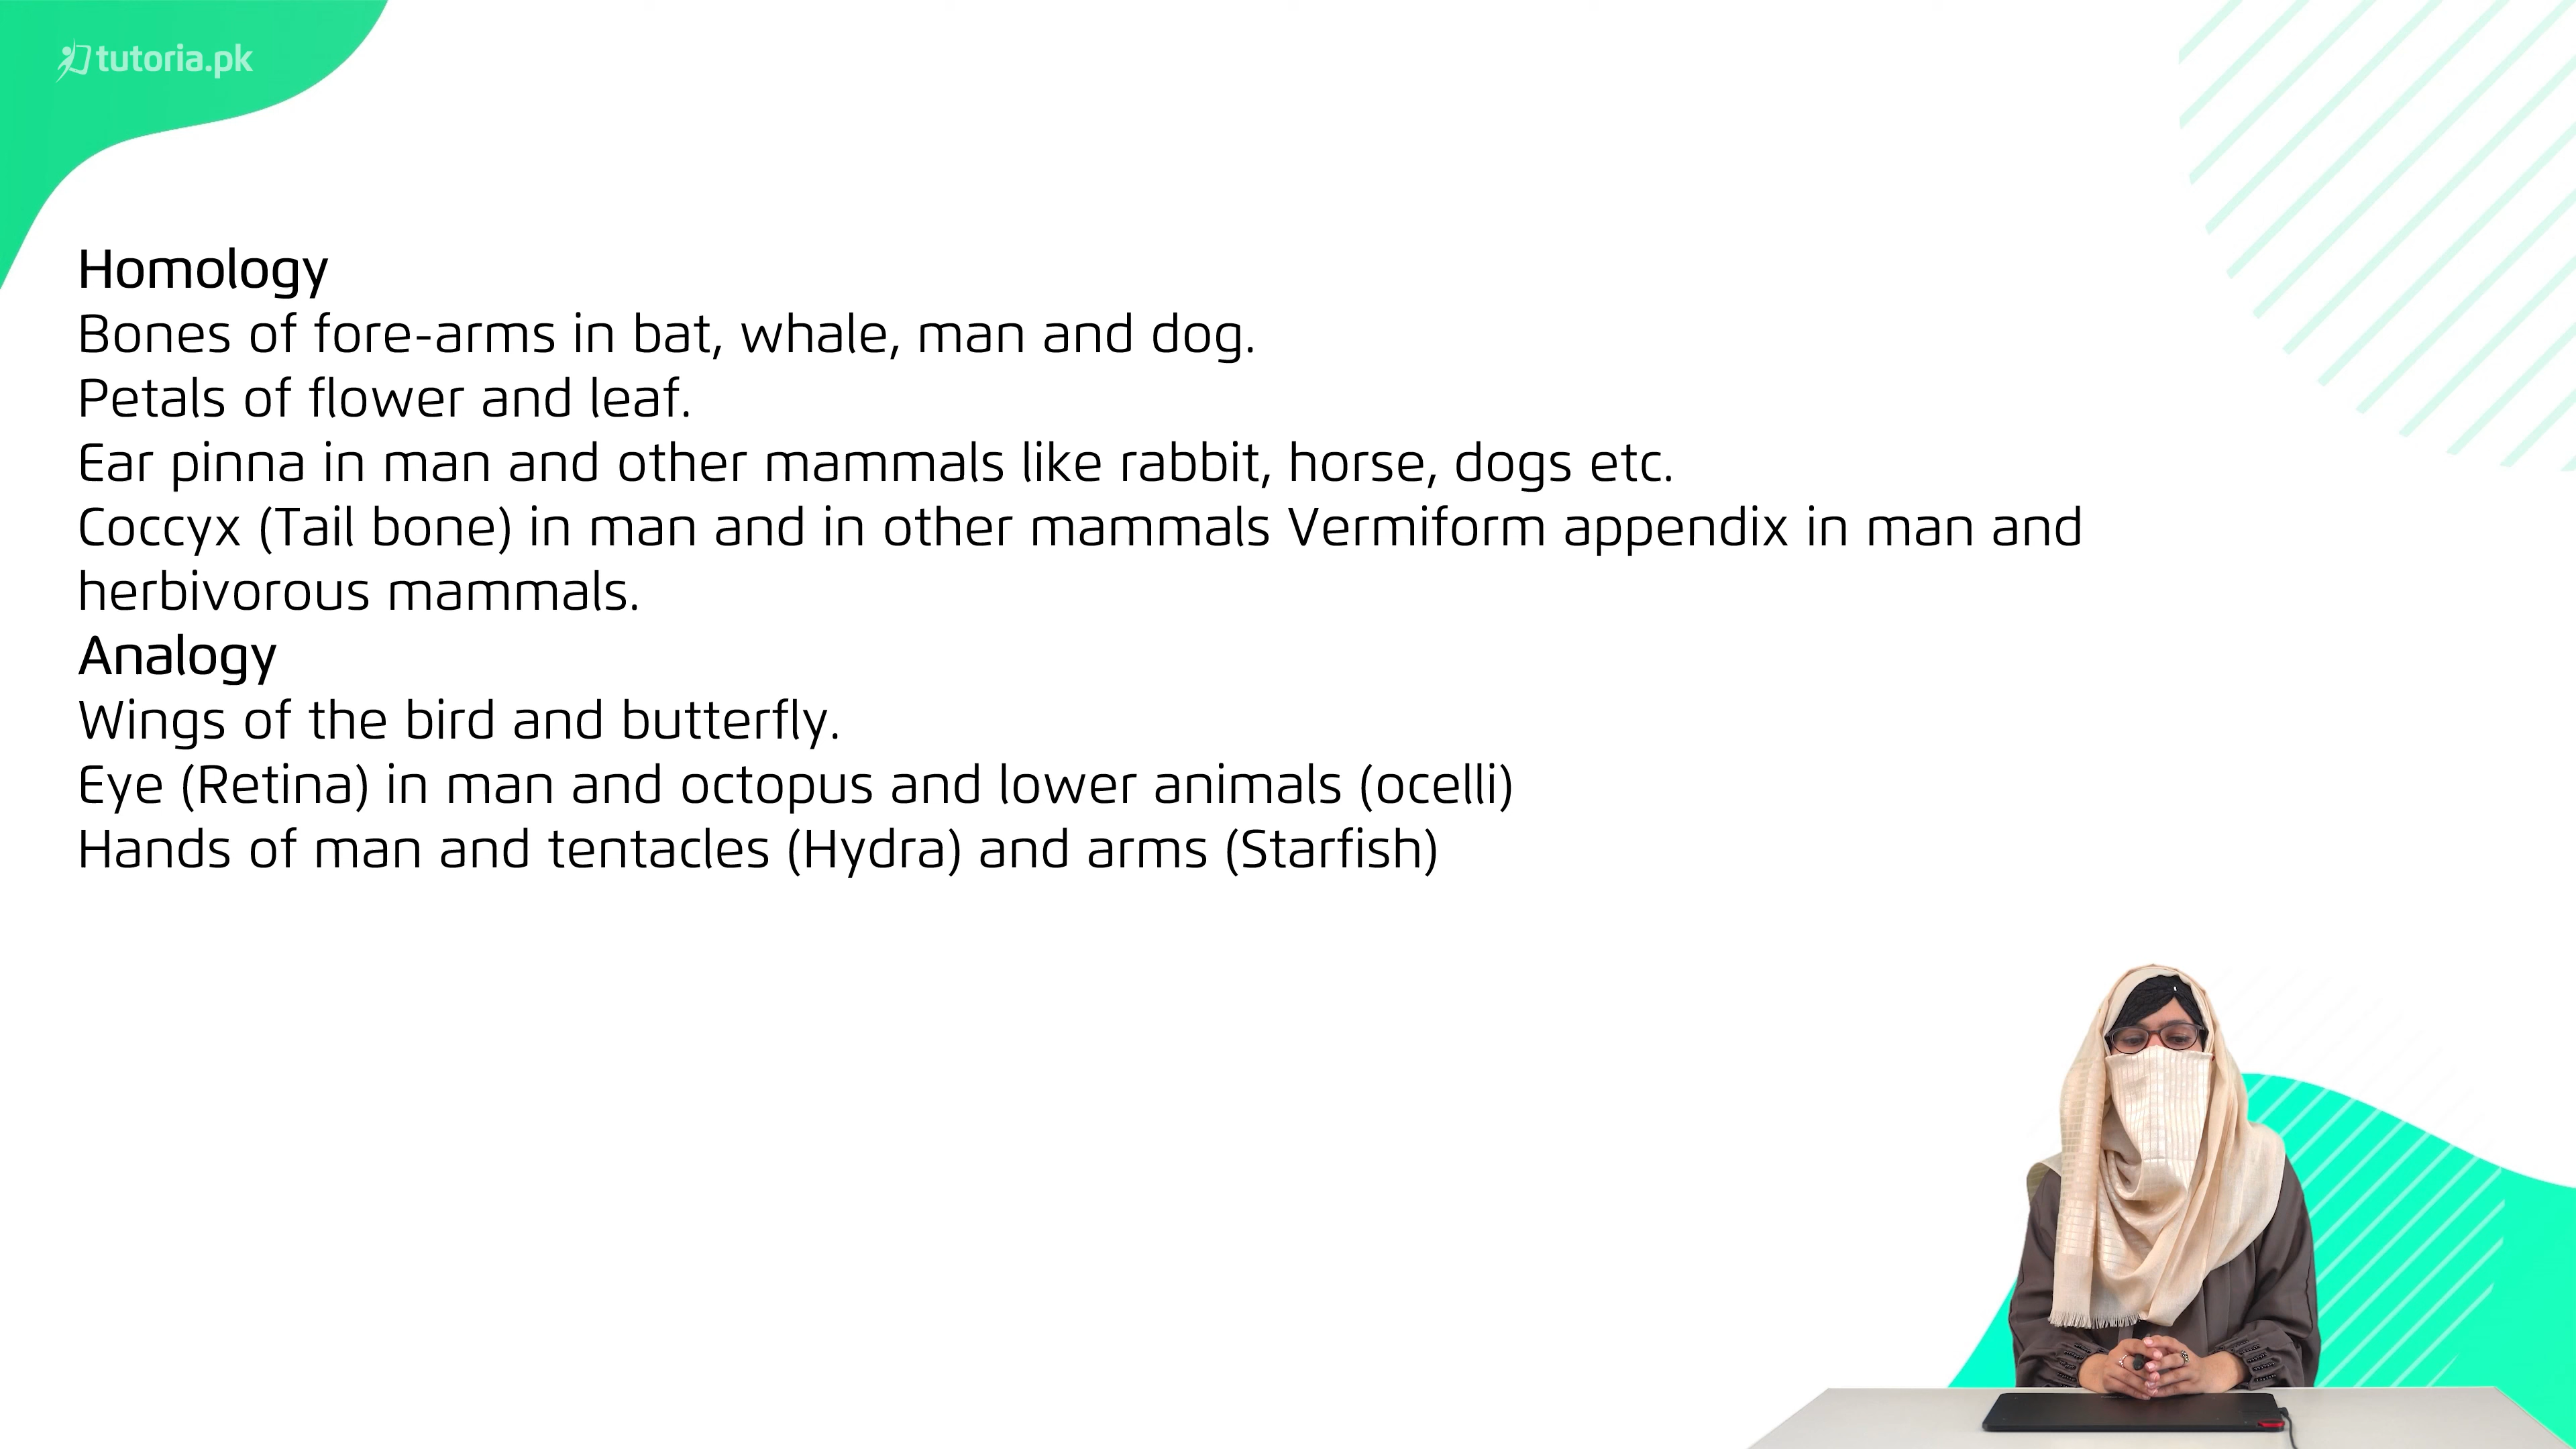 tutoria.pk
Homology
Bones of fore-arms in bat, whale, man and dog.
Petals of flower and leaf.
Ear pinna in man and other mammals like rabbit, horse, dogs etc.
Coccyx (Tail bone) in man and in other mammals Vermiform appendix in man and
herbivorous mammals.
Analogy
Wings of the bird and butterfly.
Eye (Retina) in man and octopus and lower animals (ocelli)
Hands of man and tentacles (Hydra) and arms (Starfish)